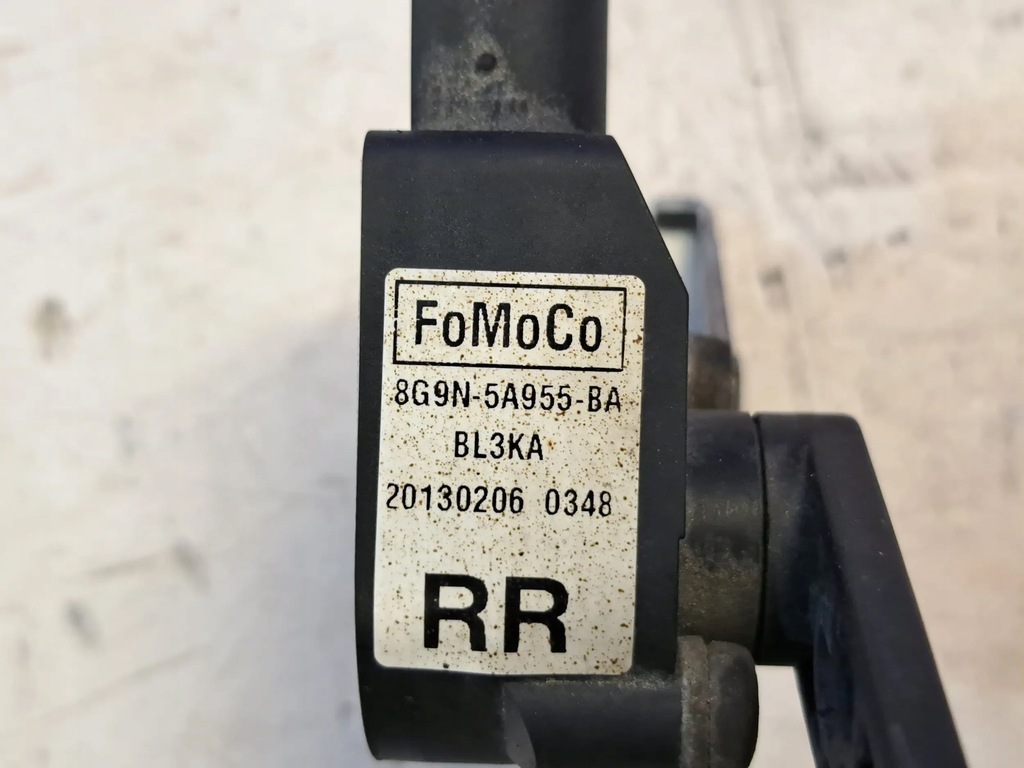 FoMoCo
8G9N-5A955-BA
BL3KA
20130206 0348
RR